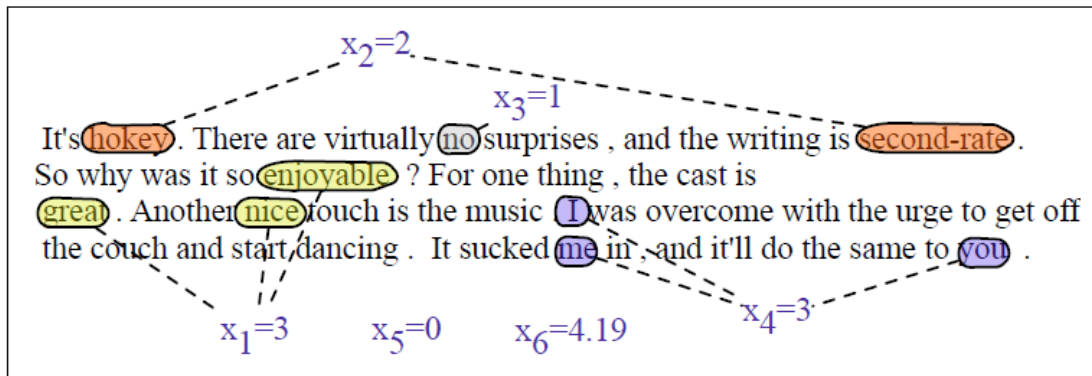 x2=2
x3=1
It's hokey . There are virtually no surprises , and the writing is second-rate .
So why was it so enjoyable ? For one thing , the cast is
great . Another nice touch is the music . I was overcome with the urge to get off
the couch and start dancing . It sucked me in , and it'll do the same to you .
x1=3 x5=0 x6=4.19 x4=3